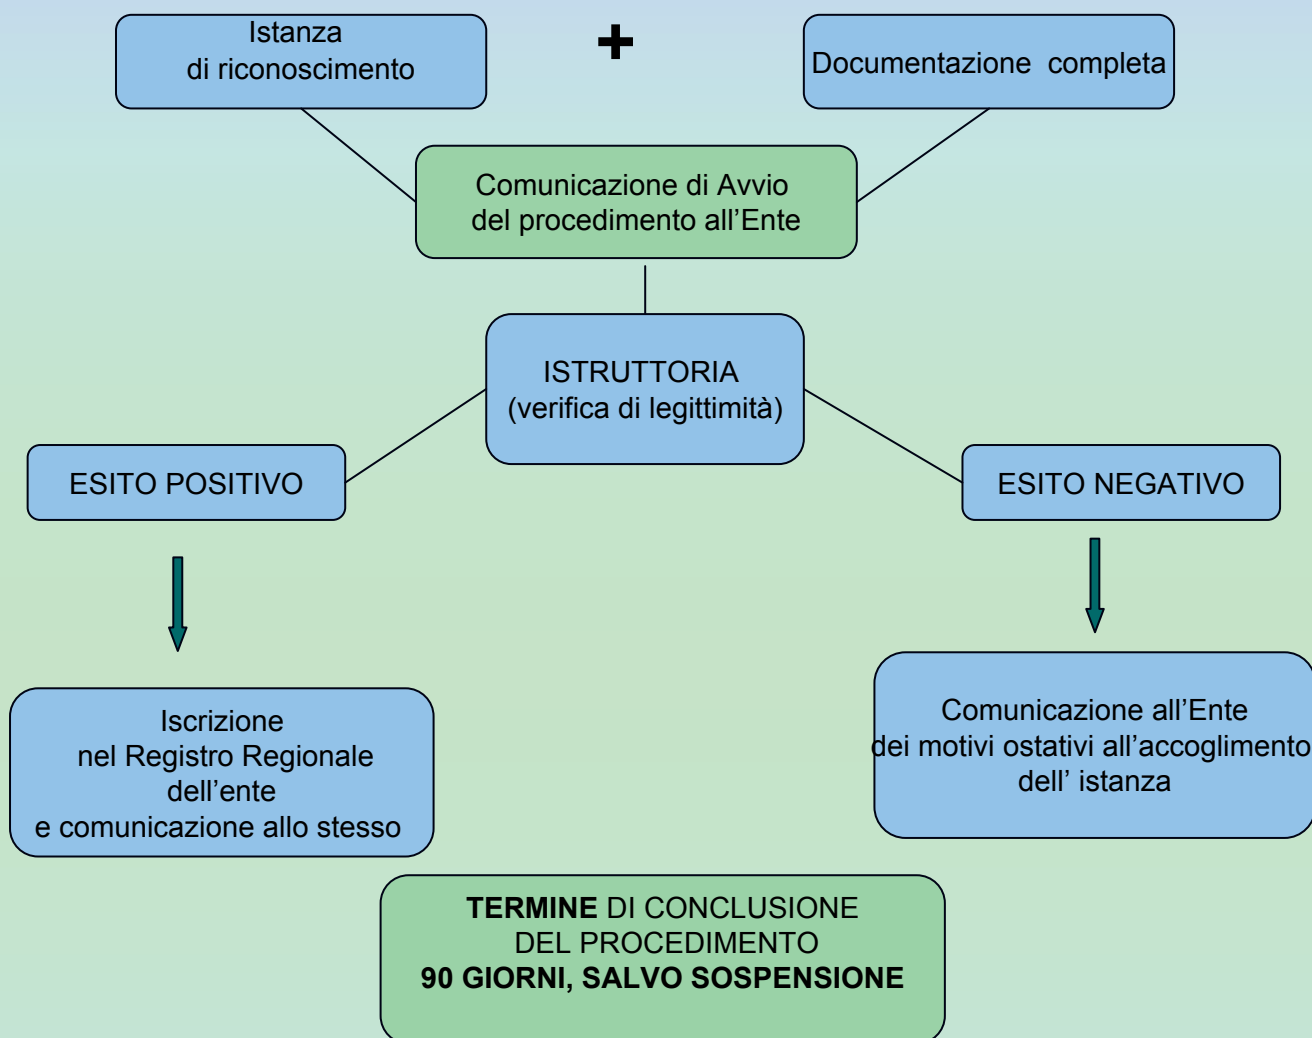 Istanza
di riconoscimento
+
Documentazione completa
Comunicazione di Avvio
del procedimento all’Ente
ISTRUTTORIA
(verifica di legittimità)
ESITO POSITIVO
ESITO NEGATIVO
Iscrizione
nel Registro Regionale
dell’ente
e comunicazione allo stesso
Comunicazione all’Ente
dei motivi ostativi all’accoglimento
dell’ istanza
TERMINE DI CONCLUSIONE
DEL PROCEDIMENTO
90 GIORNI, SALVO SOSPENSIONE